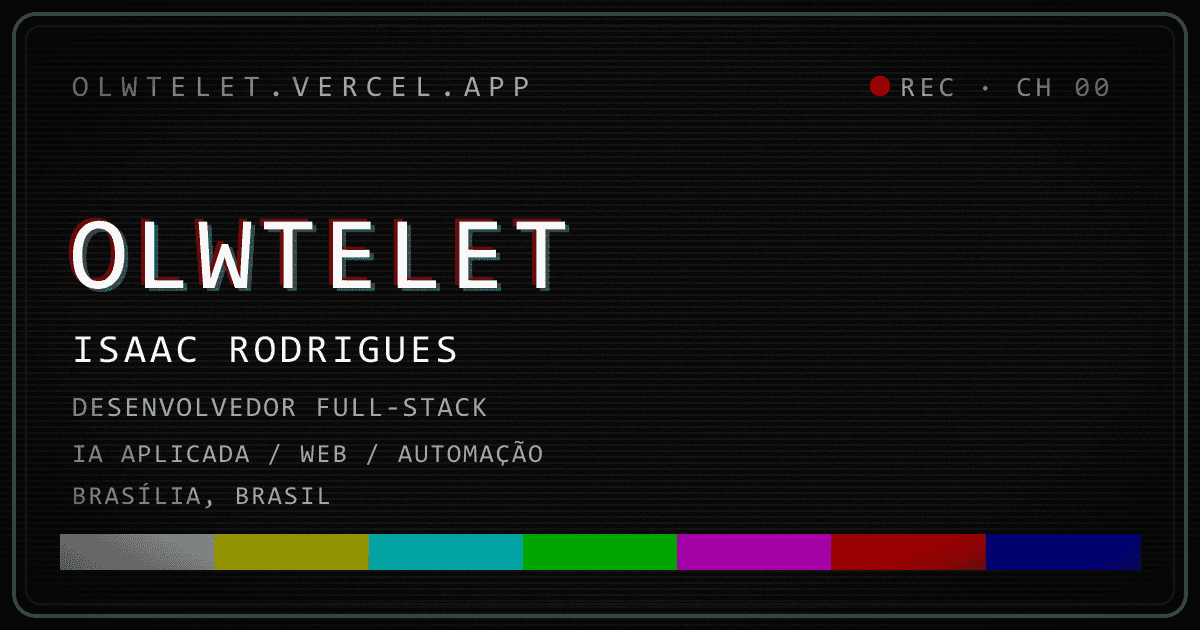 OLWTELET.VERCEL.APP
REC · CH 00
OLWTELET
ISAAC RODRIGUES
DESENVOLVEDOR FULL-STACK
IA APLICADA / WEB / AUTOMAÇÃO
BRASÍLIA, BRASIL